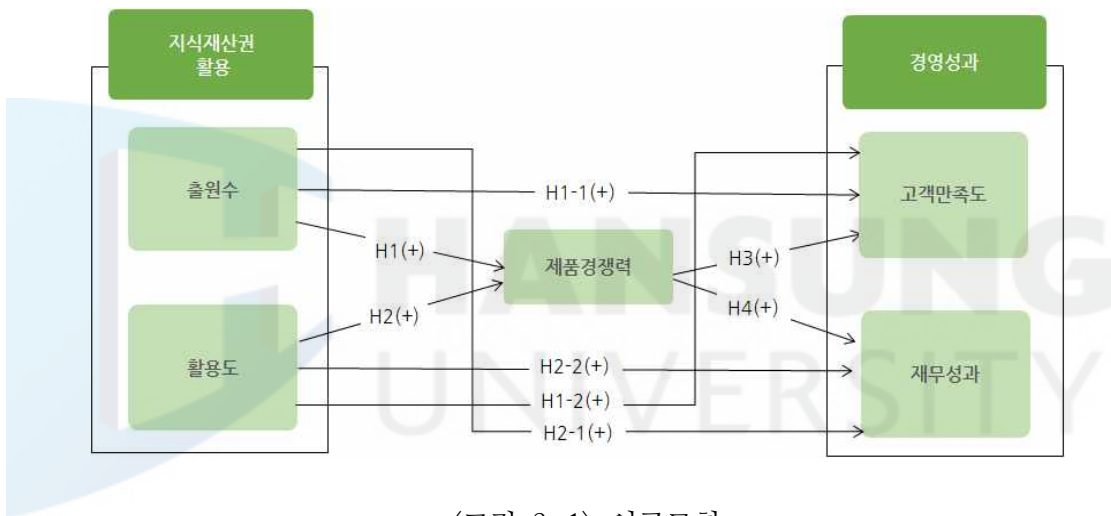 지식재산권
활용
경영성과
출원수
고객만족도
H1-1(+)
H1(+)
제품경쟁력
H3(+)
H2(+)
H4(+)
활용도
재무성과
H2-2(+)
H1-2(+)
H2-1(+)
HANSUNG
UNIVERSITY